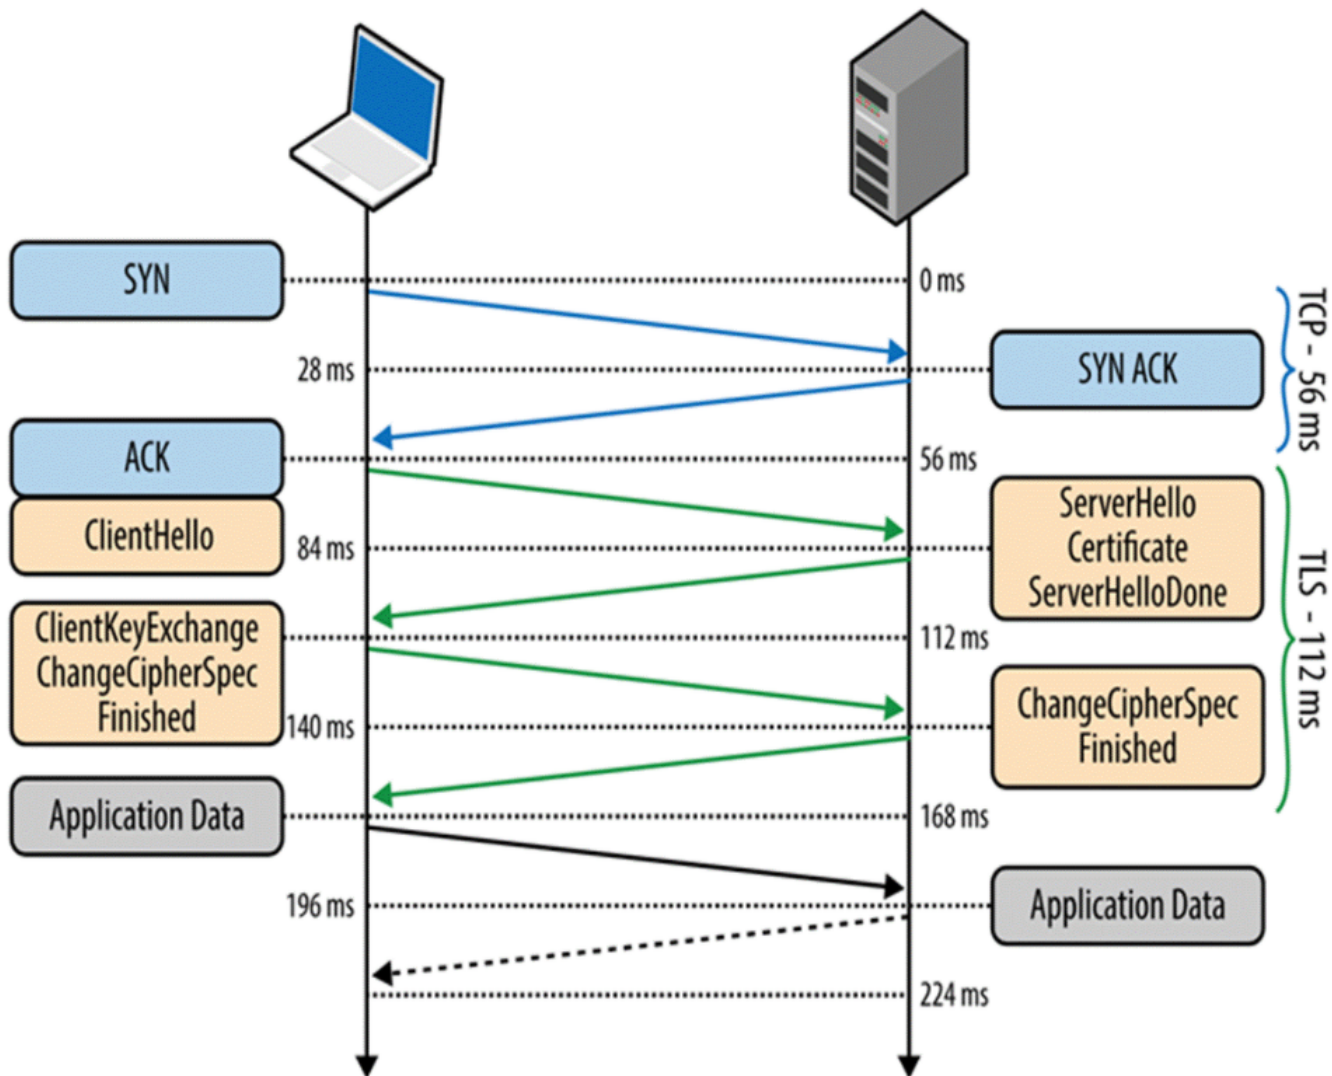 SYN
0 ms
28 ms
SYN ACK
TCP - 56 ms
ACK
56 ms
ClientHello
84 ms
ServerHello
Certificate
ServerHelloDone
TLS - 112 ms
ClientKeyExchange
ChangeCipherSpec
Finished
112 ms
140 ms
ChangeCipherSpec
Finished
Application Data
168 ms
196 ms
Application Data
224 ms